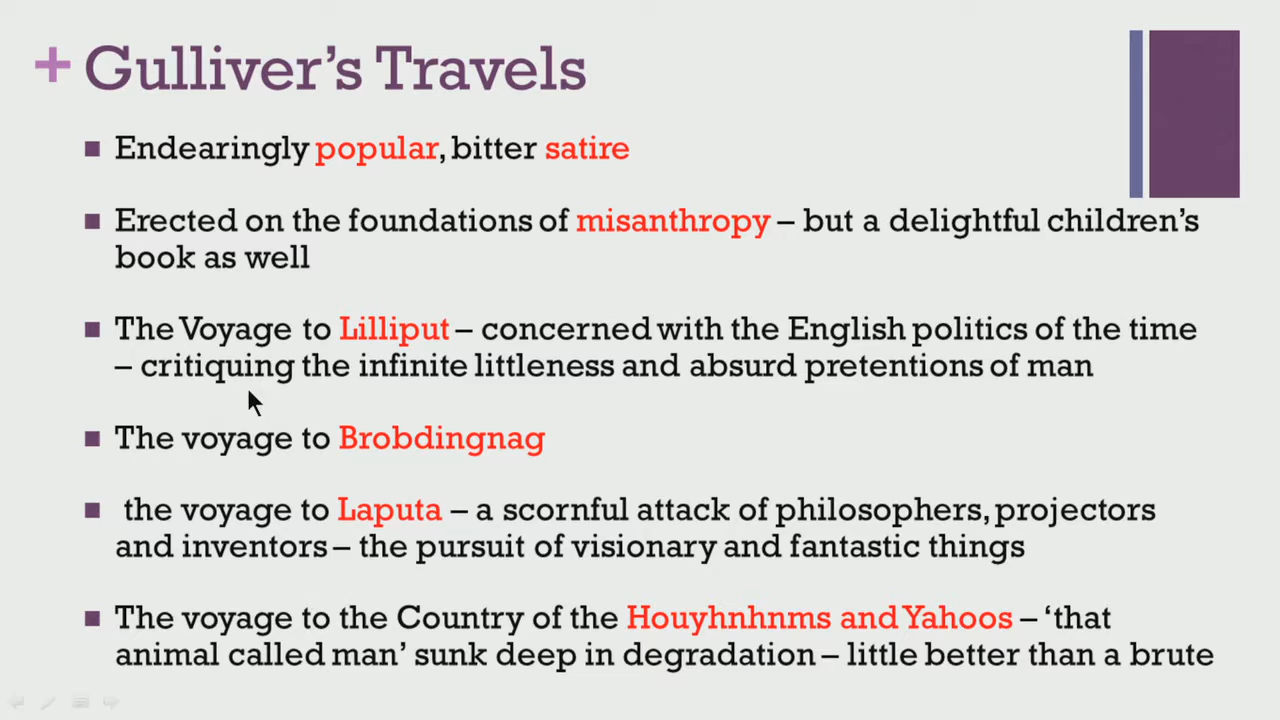 + Gulliver's Travels
■ Endearingly popular, bitter satire
■ Erected on the foundations of misanthropy – but a delightful children's
book as well
■ The Voyage to Lilliput – concerned with the English politics of the time
– critiquing the infinite littleness and absurd pretentions of man
■ The voyage to Brobdingnag
■ the voyage to Laputa – a scornful attack of philosophers, projectors
and inventors – the pursuit of visionary and fantastic things
■ The voyage to the Country of the Houyhnhnms and Yahoos – ‘that
animal called man’ sunk deep in degradation – little better than a brute